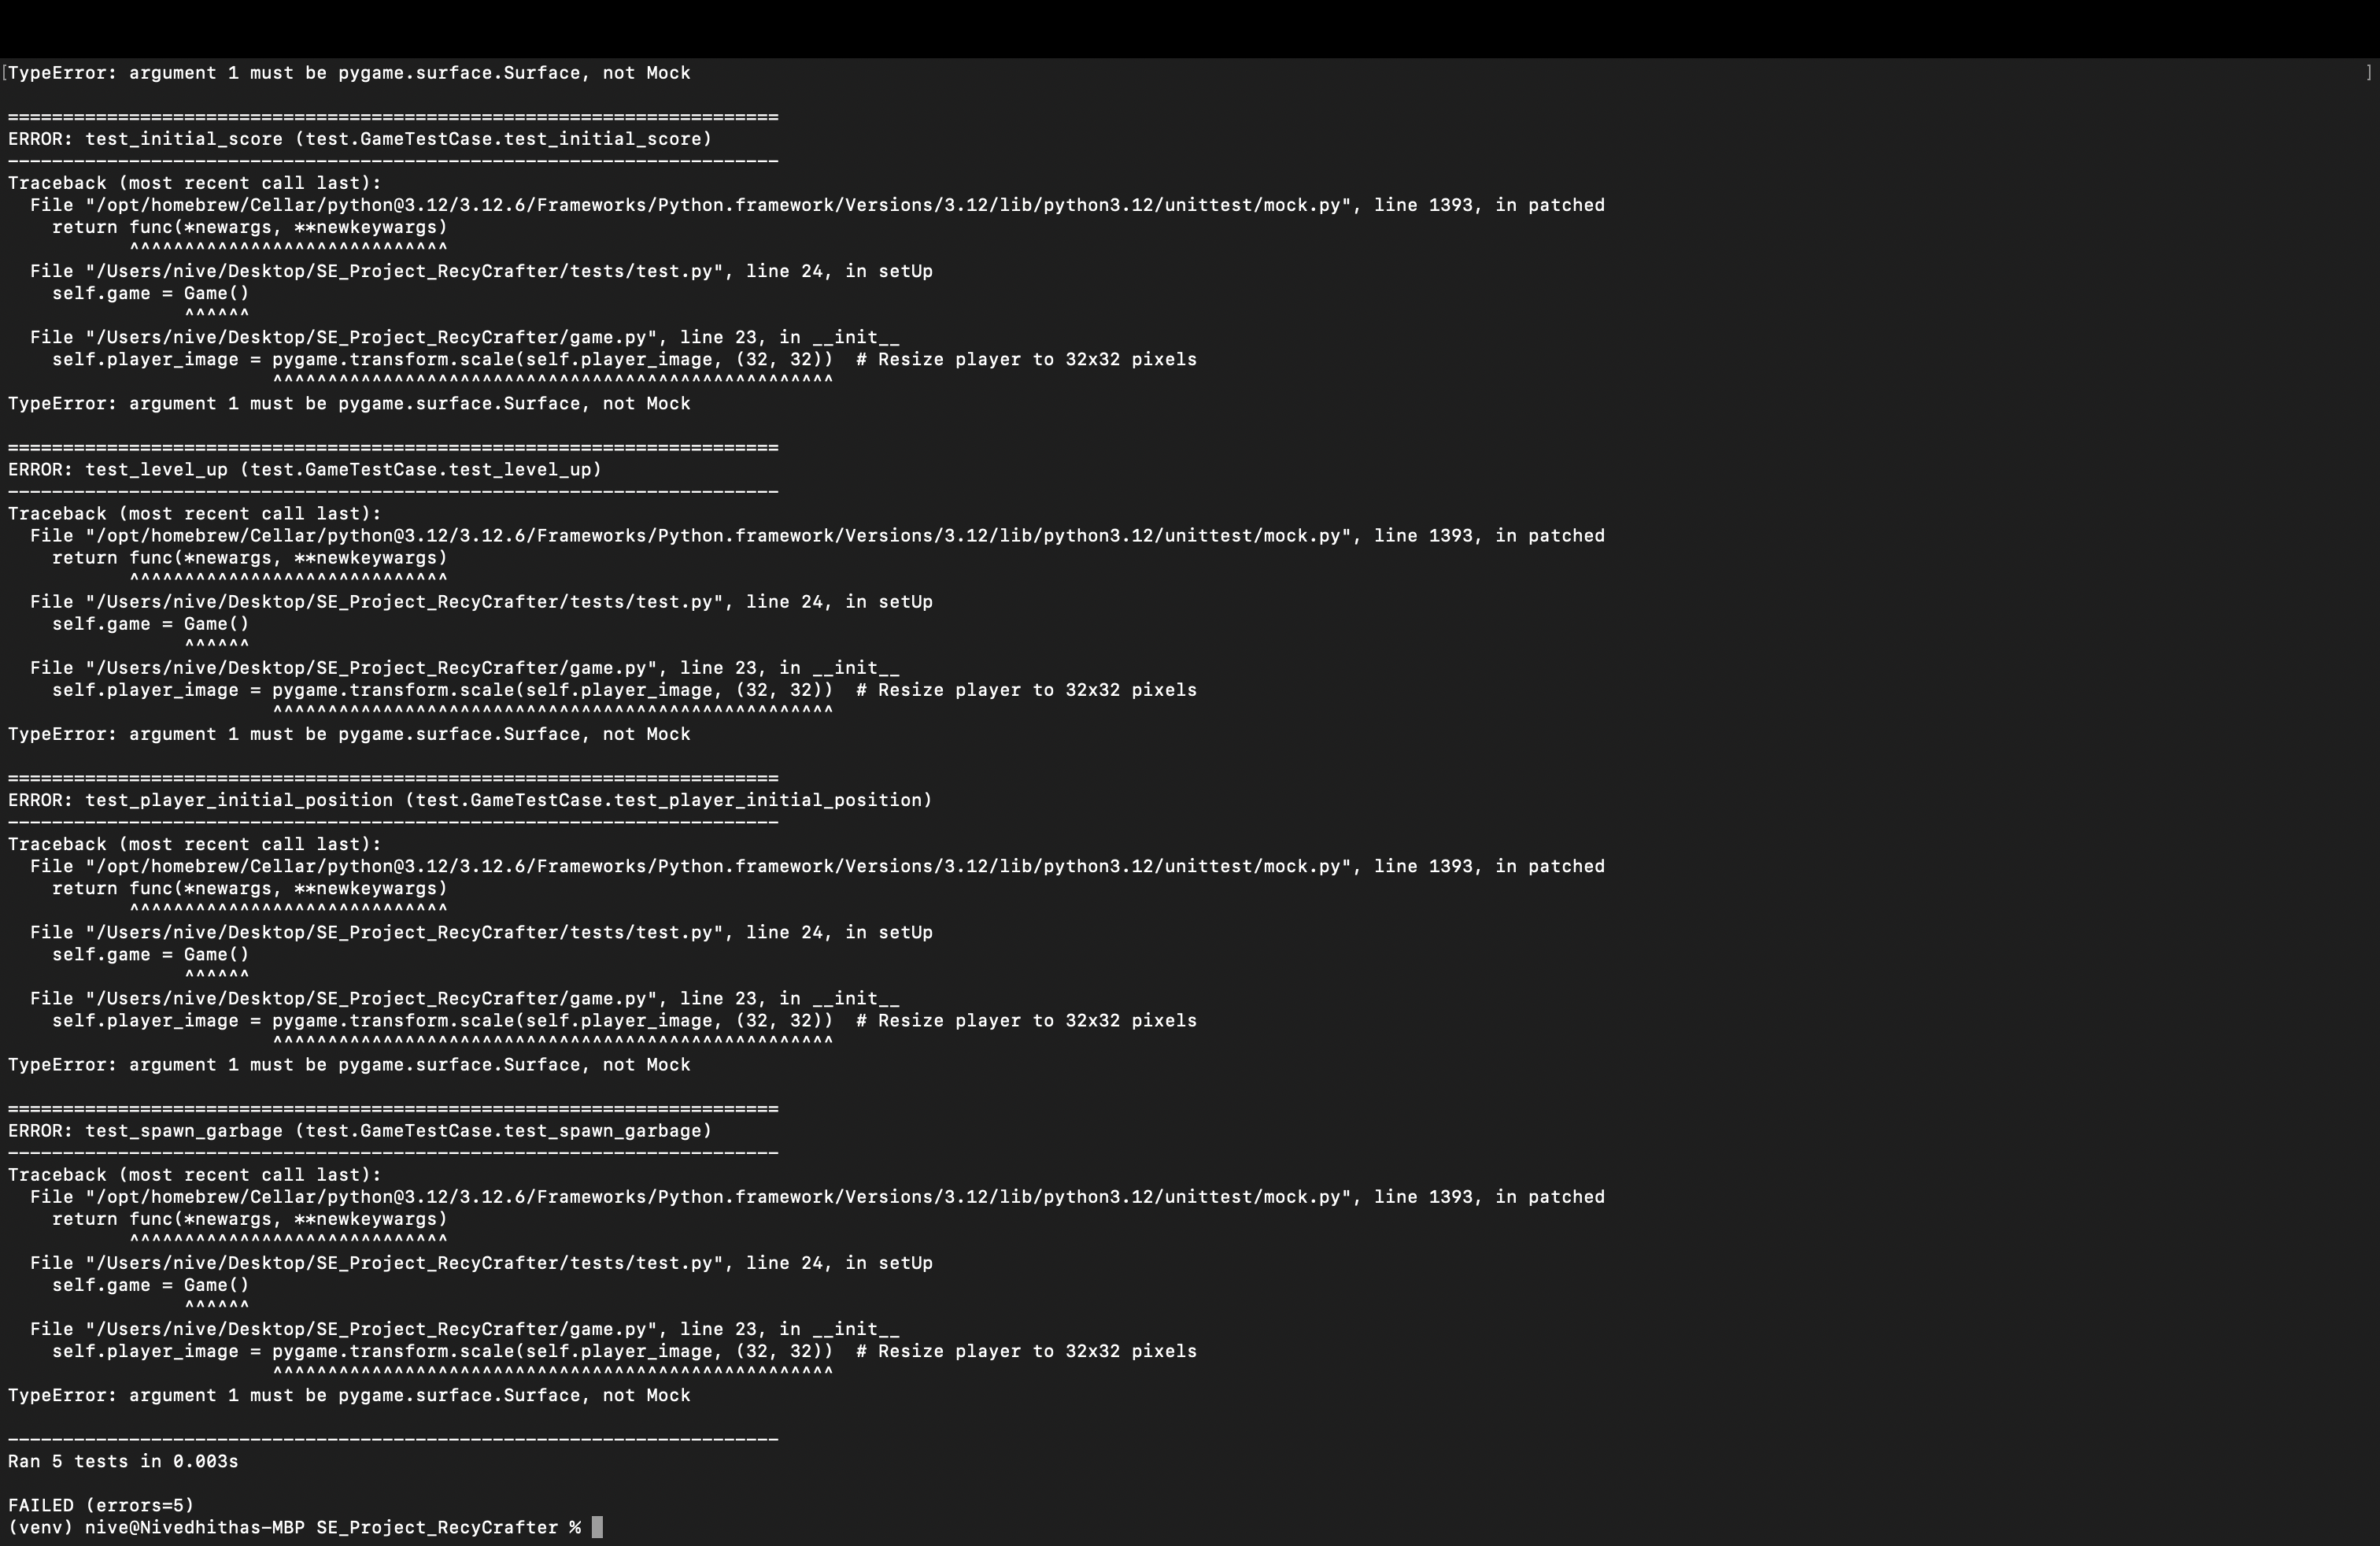 [TypeError: argument 1 must be pygame.surface.Surface, not Mock ]
======================================================================
ERROR: test_initial_score (test.GameTestCase.test_initial_score)
----------------------------------------------------------------------
Traceback (most recent call last):
  File "/opt/homebrew/Cellar/python@3.12/3.12.6/Frameworks/Python.framework/Versions/3.12/lib/python3.12/unittest/mock.py", line 1393, in patched
    return func(*newargs, **newkeywargs)
           ^^^^^^^^^^^^^^^^^^^^^^^^^^^^^
  File "/Users/nive/Desktop/SE_Project_RecyCrafter/tests/test.py", line 24, in setUp
    self.game = Game()
                ^^^^^^
  File "/Users/nive/Desktop/SE_Project_RecyCrafter/game.py", line 23, in __init__
    self.player_image = pygame.transform.scale(self.player_image, (32, 32))  # Resize player to 32x32 pixels
                        ^^^^^^^^^^^^^^^^^^^^^^^^^^^^^^^^^^^^^^^^^^^^^^^^^^^
TypeError: argument 1 must be pygame.surface.Surface, not Mock
======================================================================
ERROR: test_level_up (test.GameTestCase.test_level_up)
----------------------------------------------------------------------
Traceback (most recent call last):
  File "/opt/homebrew/Cellar/python@3.12/3.12.6/Frameworks/Python.framework/Versions/3.12/lib/python3.12/unittest/mock.py", line 1393, in patched
    return func(*newargs, **newkeywargs)
           ^^^^^^^^^^^^^^^^^^^^^^^^^^^^^
  File "/Users/nive/Desktop/SE_Project_RecyCrafter/tests/test.py", line 24, in setUp
    self.game = Game()
                ^^^^^^
  File "/Users/nive/Desktop/SE_Project_RecyCrafter/game.py", line 23, in __init__
    self.player_image = pygame.transform.scale(self.player_image, (32, 32))  # Resize player to 32x32 pixels
                        ^^^^^^^^^^^^^^^^^^^^^^^^^^^^^^^^^^^^^^^^^^^^^^^^^^^
TypeError: argument 1 must be pygame.surface.Surface, not Mock
======================================================================
ERROR: test_player_initial_position (test.GameTestCase.test_player_initial_position)
----------------------------------------------------------------------
Traceback (most recent call last):
  File "/opt/homebrew/Cellar/python@3.12/3.12.6/Frameworks/Python.framework/Versions/3.12/lib/python3.12/unittest/mock.py", line 1393, in patched
    return func(*newargs, **newkeywargs)
           ^^^^^^^^^^^^^^^^^^^^^^^^^^^^^
  File "/Users/nive/Desktop/SE_Project_RecyCrafter/tests/test.py", line 24, in setUp
    self.game = Game()
                ^^^^^^
  File "/Users/nive/Desktop/SE_Project_RecyCrafter/game.py", line 23, in __init__
    self.player_image = pygame.transform.scale(self.player_image, (32, 32))  # Resize player to 32x32 pixels
                        ^^^^^^^^^^^^^^^^^^^^^^^^^^^^^^^^^^^^^^^^^^^^^^^^^^^
TypeError: argument 1 must be pygame.surface.Surface, not Mock
======================================================================
ERROR: test_spawn_garbage (test.GameTestCase.test_spawn_garbage)
----------------------------------------------------------------------
Traceback (most recent call last):
  File "/opt/homebrew/Cellar/python@3.12/3.12.6/Frameworks/Python.framework/Versions/3.12/lib/python3.12/unittest/mock.py", line 1393, in patched
    return func(*newargs, **newkeywargs)
           ^^^^^^^^^^^^^^^^^^^^^^^^^^^^^
  File "/Users/nive/Desktop/SE_Project_RecyCrafter/tests/test.py", line 24, in setUp
    self.game = Game()
                ^^^^^^
  File "/Users/nive/Desktop/SE_Project_RecyCrafter/game.py", line 23, in __init__
    self.player_image = pygame.transform.scale(self.player_image, (32, 32))  # Resize player to 32x32 pixels
                        ^^^^^^^^^^^^^^^^^^^^^^^^^^^^^^^^^^^^^^^^^^^^^^^^^^^
TypeError: argument 1 must be pygame.surface.Surface, not Mock
----------------------------------------------------------------------
Ran 5 tests in 0.003s
FAILED (errors=5)
(venv) nive@Nivedhithas-MBP SE_Project_RecyCrafter %